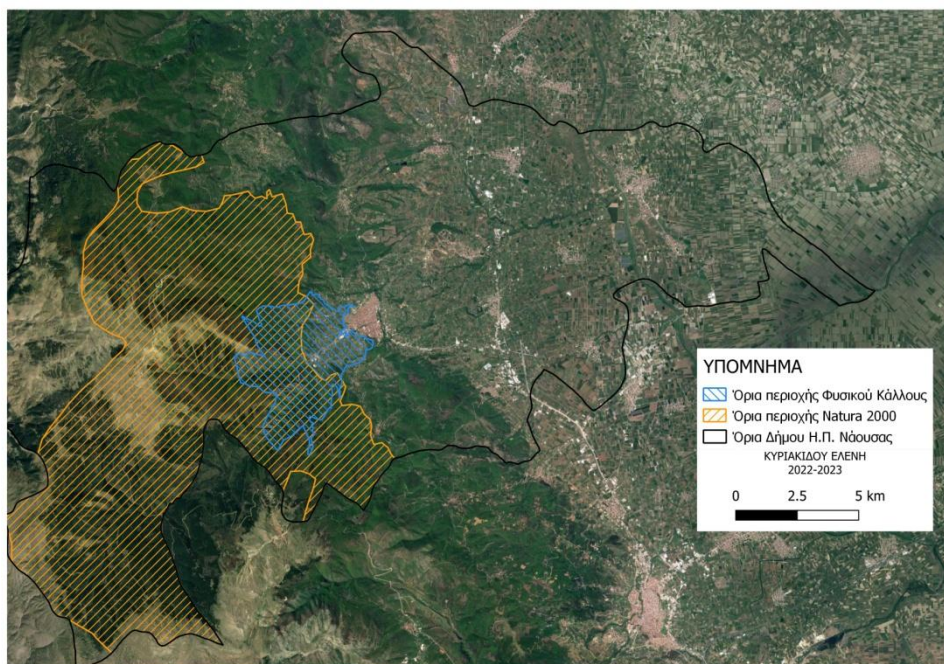 ΥΠΟΜΝΗΜΑ
Όρια περιοχής Φυσικού Κάλλους
Όρια περιοχής Natura 2000
Όρια Δήμου Η.Π. Νάουσας
ΚΥΡΙΑΚΙΔΟΥ ΕΛΕΝΗ
2022-2023
0 2.5 5 km